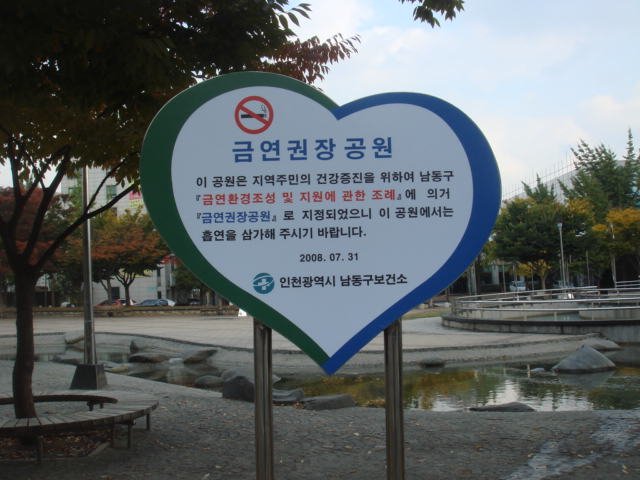 금연권장 공원
이 공원은 지역주민의 건강증진을 위하여 남동구
『금연환경조성 및 지원에 관한 조례』에 의거
『금연권장공원』로 지정되었으니 이 공원에서는
흡연을 삼가해 주시기 바랍니다.
2008. 07. 31
인천광역시 남동구보건소